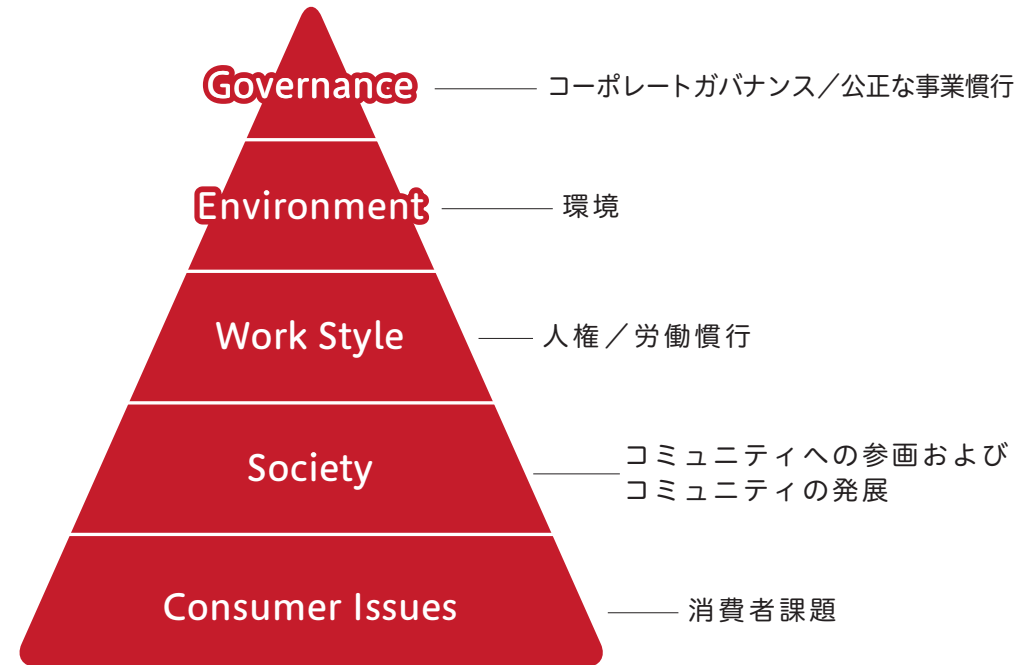 Governance
コーポレートガバナンス／公正な事業慣行
Environment
環境
Work Style
人権／労働慣行
Society
コミュニティへの参画および
コミュニティの発展
Consumer Issues
消費者課題